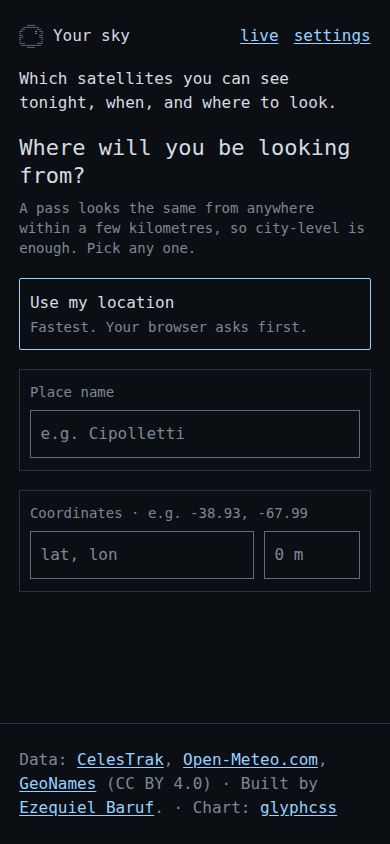 Your sky live settings
Which satellites you can see
tonight, when, and where to look.
Where will you be looking
from?
A pass looks the same from anywhere
within a few kilometres, so city-level is
enough. Pick any one.
Use my location
Fastest. Your browser asks first.
Place name
e.g. Cipolletti
Coordinates · e.g. -38.93, -67.99
lat, lon 0 m
Data: CelesTrak, Open-Meteo.com,
GeoNames (CC BY 4.0) · Built by
Ezequiel Baruf. · Chart: glyphcss